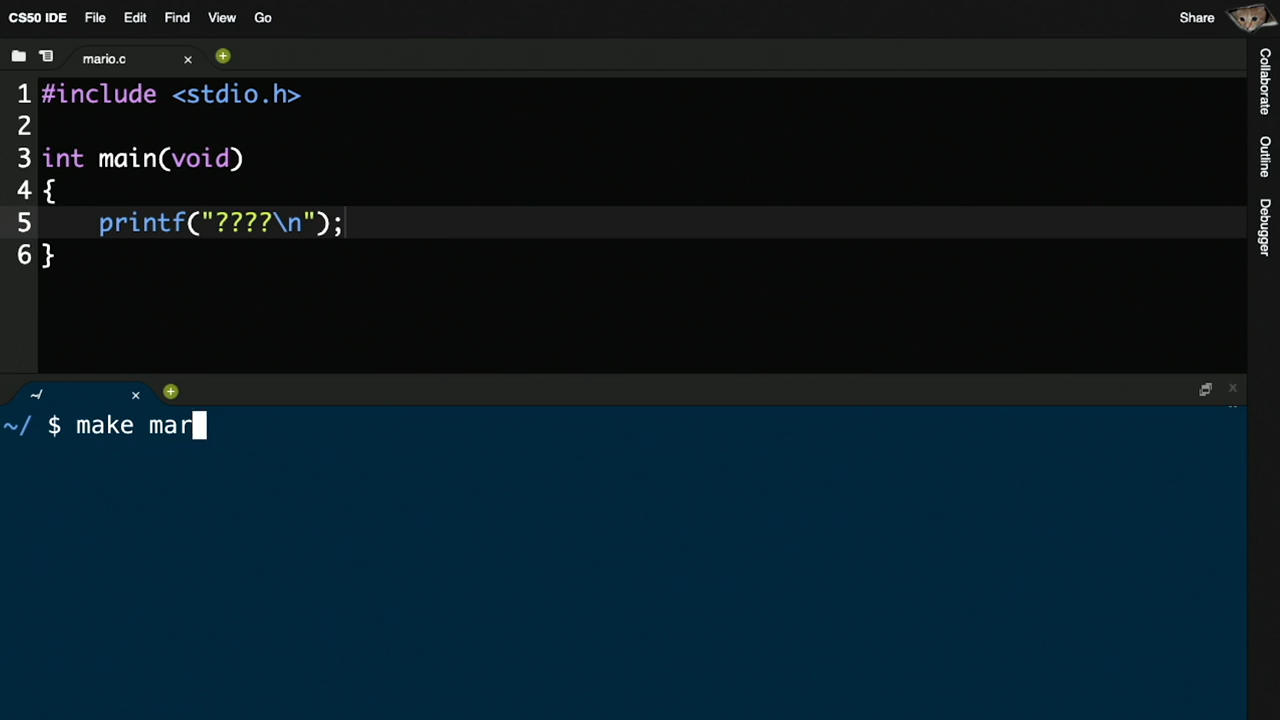 CS50 IDE File Edit Find View Go Share
mario.c
1 #include <stdio.h>
2
3 int main(void)
4 {
5     printf("????\n");
6 }
~/ $ make mar
Collaborate
Outline
Debugger